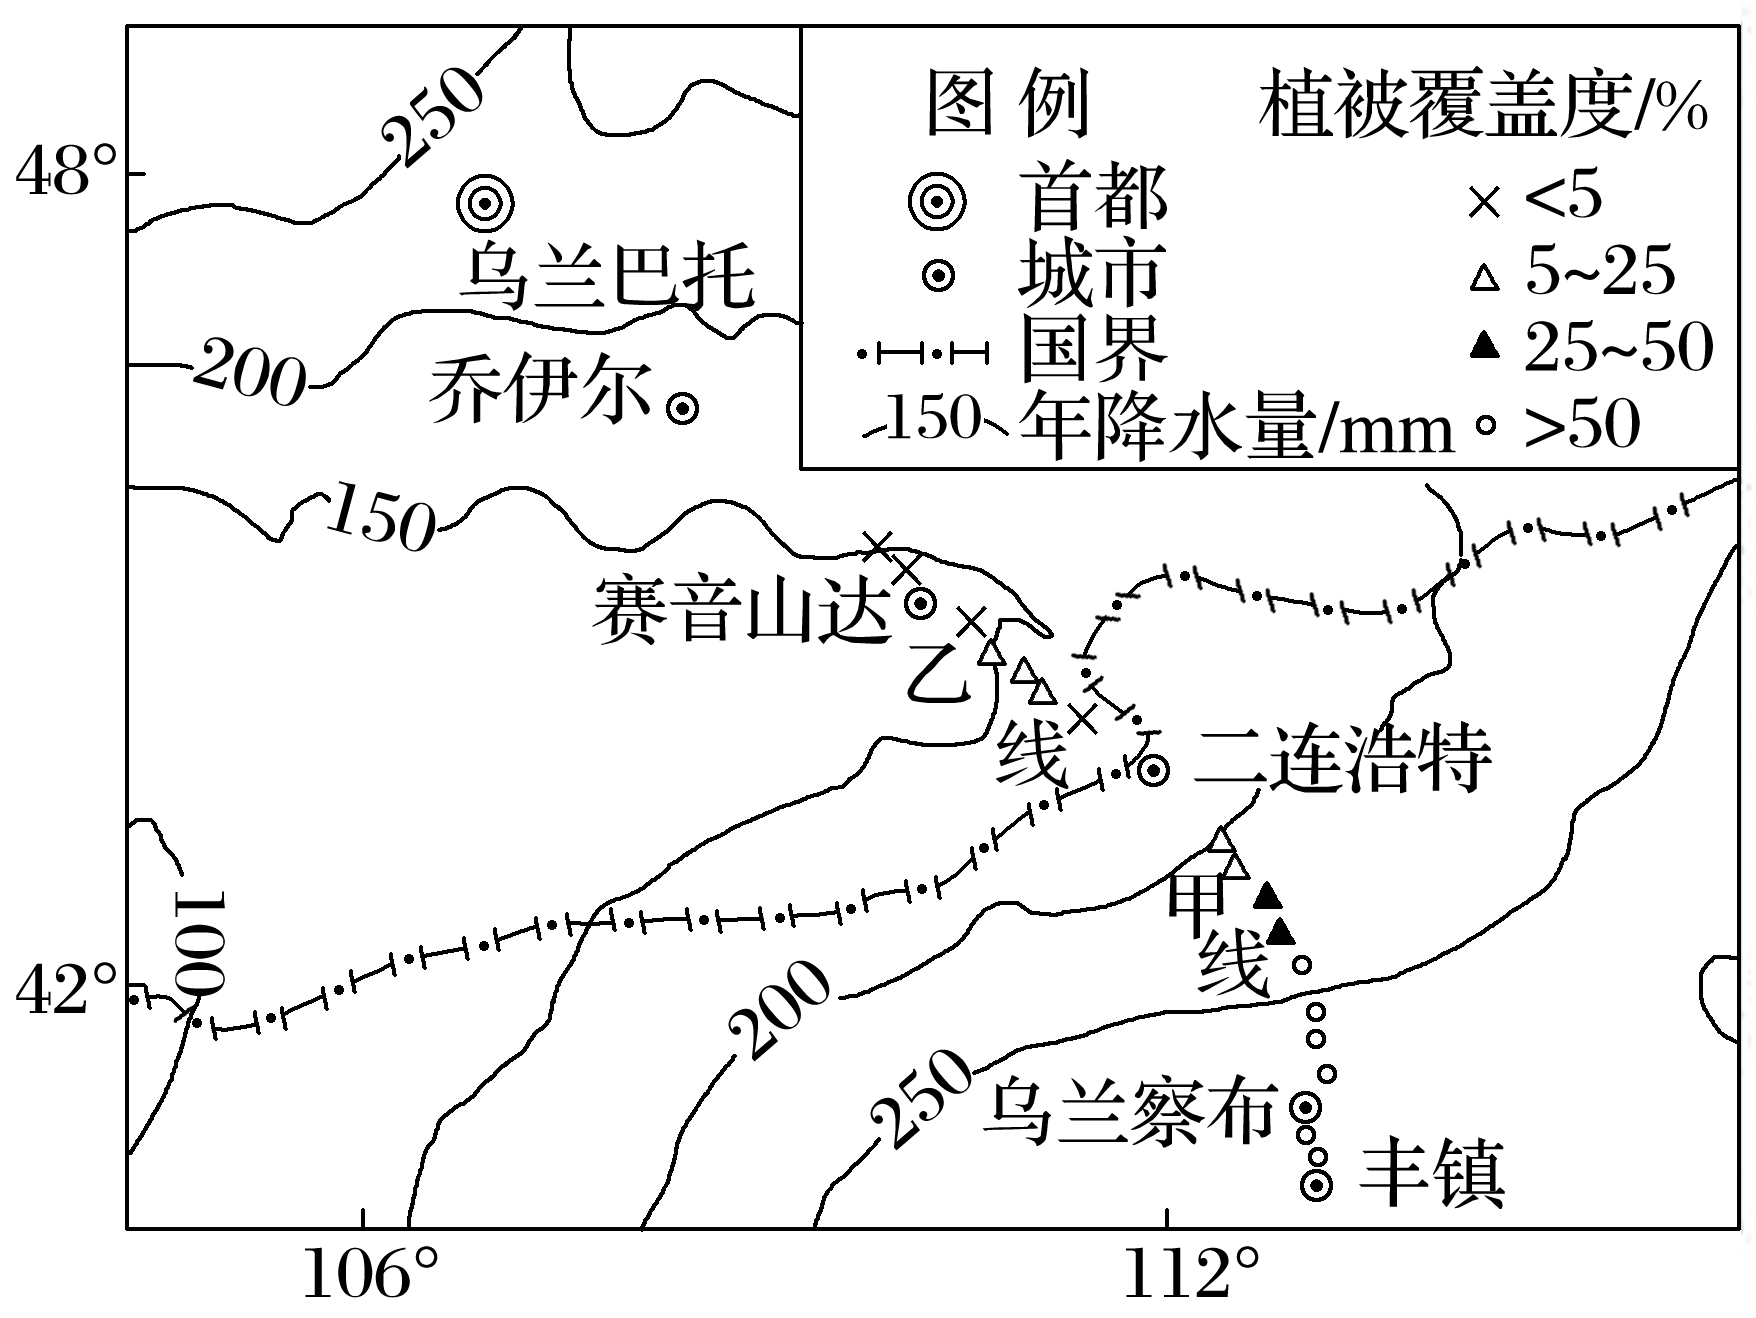 图 例 植被覆盖度/%
首都 <5
城市 5~25
国界 25~50
150 年降水量/mm >50
250
48°
乌兰巴托
200
乔伊尔
150
赛音山达
乙
线
二连浩特
甲
线
100
42°
200
250
乌兰察布
丰镇
106° 112°